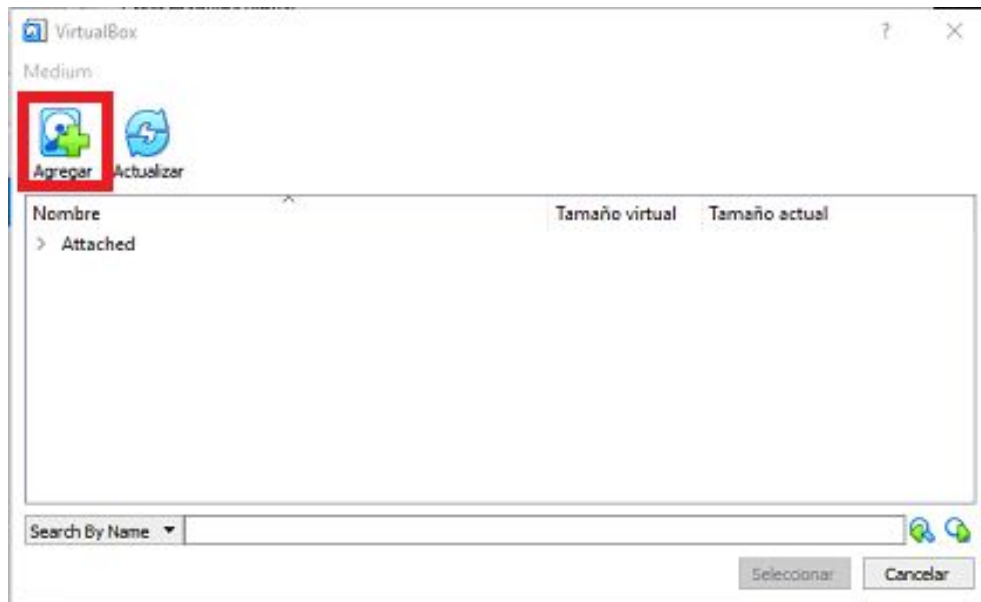 VirtualBox
Medium
Agregar Actualizar
Nombre Tamaño virtual Tamaño actual
Attached
Search By Name
Seleccionar Cancelar